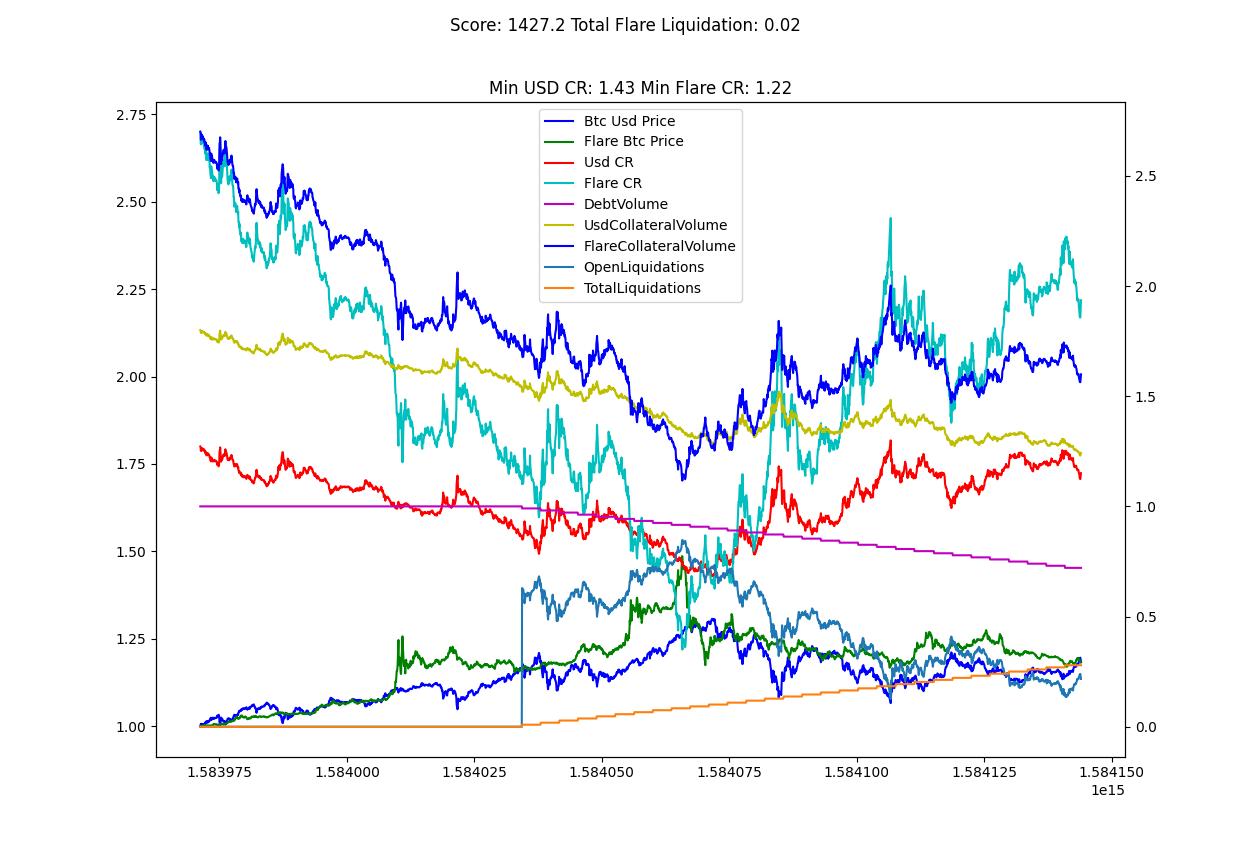 Score: 1427.2 Total Flare Liquidation: 0.02
Min USD CR: 1.43 Min Flare CR: 1.22
2.75
2.50
2.25
2.00
1.75
1.50
1.25
1.00
Btc Usd Price
Flare Btc Price
Usd CR
Flare CR
DebtVolume
UsdCollateralVolume
FlareCollateralVolume
OpenLiquidations
TotalLiquidations
2.5
2.0
1.5
1.0
0.5
0.0
1.583975 1.584000 1.584025 1.584050 1.584075 1.584100 1.584125 1.584150
1e15